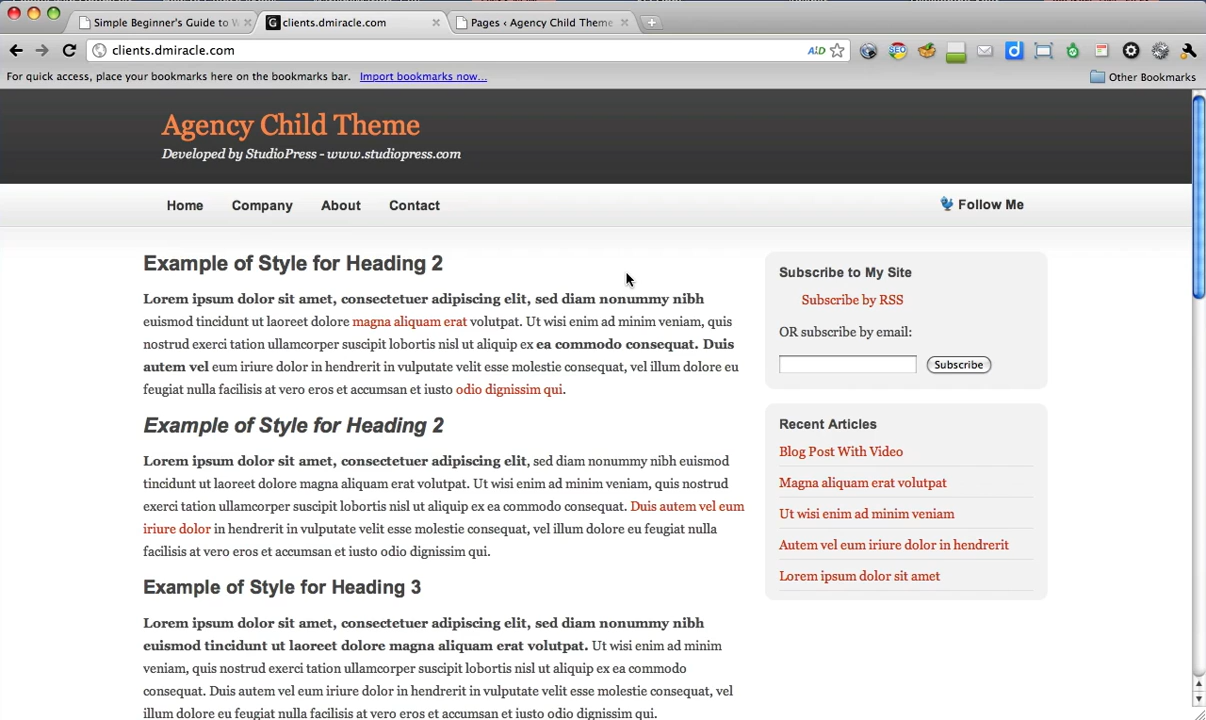 Simple Beginner's Guide to W
clients.dmiracle.com
Pages ‹ Agency Child Theme
clients.dmiracle.com
For quick access, place your bookmarks here on the bookmarks bar. Import bookmarks now...
Other Bookmarks
Agency Child Theme
Developed by StudioPress - www.studiopress.com
Home Company About Contact
Follow Me
Example of Style for Heading 2
Lorem ipsum dolor sit amet, consectetuer adipiscing elit, sed diam nonummy nibh
euismod tincidunt ut laoreet dolore magna aliquam erat volutpat. Ut wisi enim ad minim veniam, quis
nostrud exerci tation ullamcorper suscipit lobortis nisl ut aliquip ex ea commodo consequat. Duis
autem vel eum iriure dolor in hendrerit in vulputate velit esse molestie consequat, vel illum dolore eu
feugiat nulla facilisis at vero eros et accumsan et iusto odio dignissim qui.
Example of Style for Heading 2
Lorem ipsum dolor sit amet, consectetuer adipiscing elit, sed diam nonummy nibh euismod
tincidunt ut laoreet dolore magna aliquam erat volutpat. Ut wisi enim ad minim veniam, quis nostrud
exerci tation ullamcorper suscipit lobortis nisl ut aliquip ex ea commodo consequat. Duis autem vel eum
iriure dolor in hendrerit in vulputate velit esse molestie consequat, vel illum dolore eu feugiat nulla
facilisis at vero eros et accumsan et iusto odio dignissim qui.
Example of Style for Heading 3
Lorem ipsum dolor sit amet, consectetuer adipiscing elit, sed diam nonummy nibh
euismod tincidunt ut laoreet dolore magna aliquam erat volutpat. Ut wisi enim ad minim
veniam, quis nostrud exerci tation ullamcorper suscipit lobortis nisl ut aliquip ex ea commodo
consequat. Duis autem vel eum iriure dolor in hendrerit in vulputate velit esse molestie consequat, vel
illum dolore eu feugiat nulla facilisis at vero eros et accumsan et iusto odio dignissim qui.
Subscribe to My Site
Subscribe by RSS
OR subscribe by email:
Subscribe
Recent Articles
Blog Post With Video
Magna aliquam erat volutpat
Ut wisi enim ad minim veniam
Autem vel eum iriure dolor in hendrerit
Lorem ipsum dolor sit amet